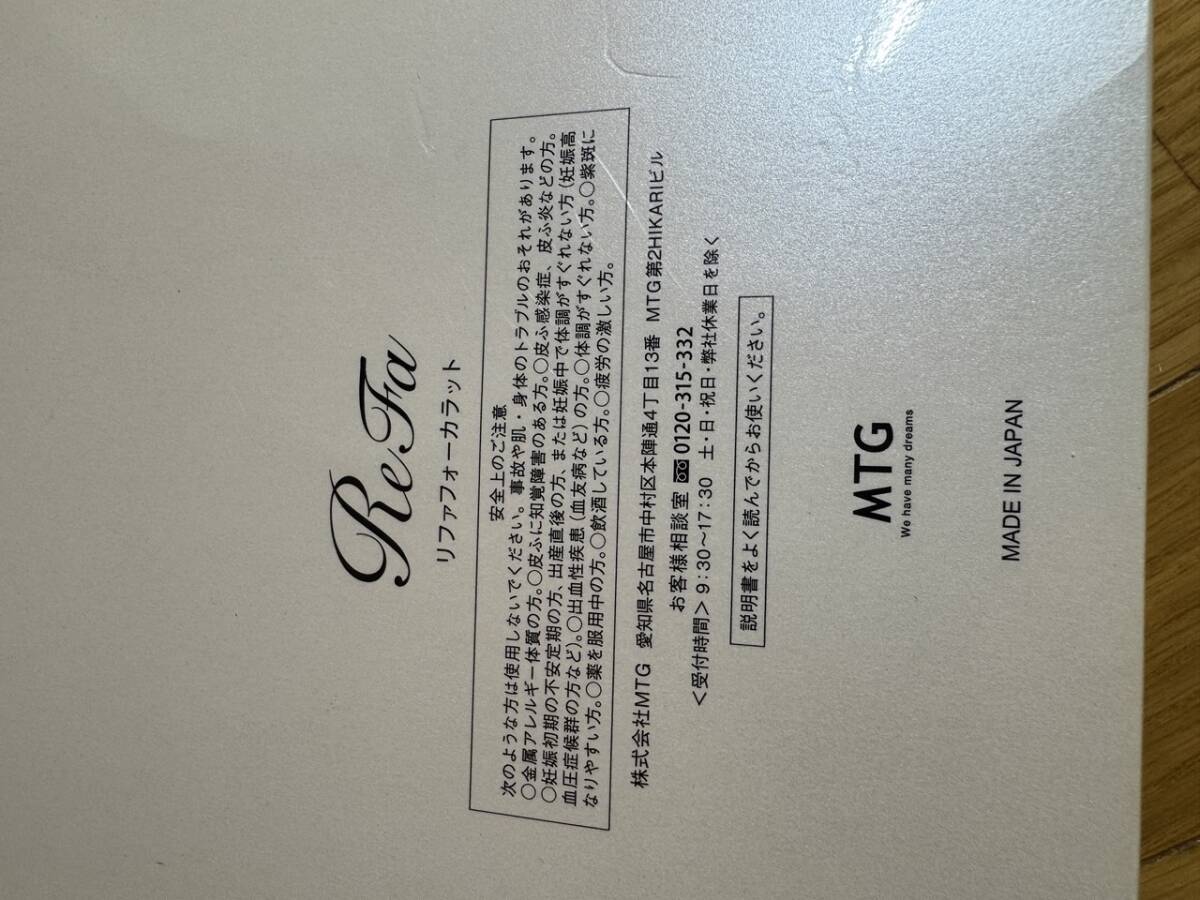 ReFa
リファフォーカラット
安全上のご注意
次のような方は使用しないでください。事故や肌・身体のトラブルのおそれがあります。
○金属アレルギー体質の方。○皮ふに知覚障害のある方。○皮ふ感染症、皮ふ炎などの方。
○妊娠初期の不安定期の方、出産直後の方、または妊娠中で体調がすぐれない方（妊娠高
血圧症候群の方など）。○出血性疾患（血友病など）の方。○体調がすぐれない方。○紫斑に
なりやすい方。○薬を服用中の方。○飲酒している方。○疲労の激しい方。
株式会社MTG 愛知県名古屋市中村区本陣通4丁目13番 MTG第2HIKARIビル
お客様相談室 0120-315-332
＜受付時間＞9:30〜17:30 土・日・祝日・弊社休業日を除く
説明書をよく読んでからお使いください。
MTG
We have many dreams
MADE IN JAPAN